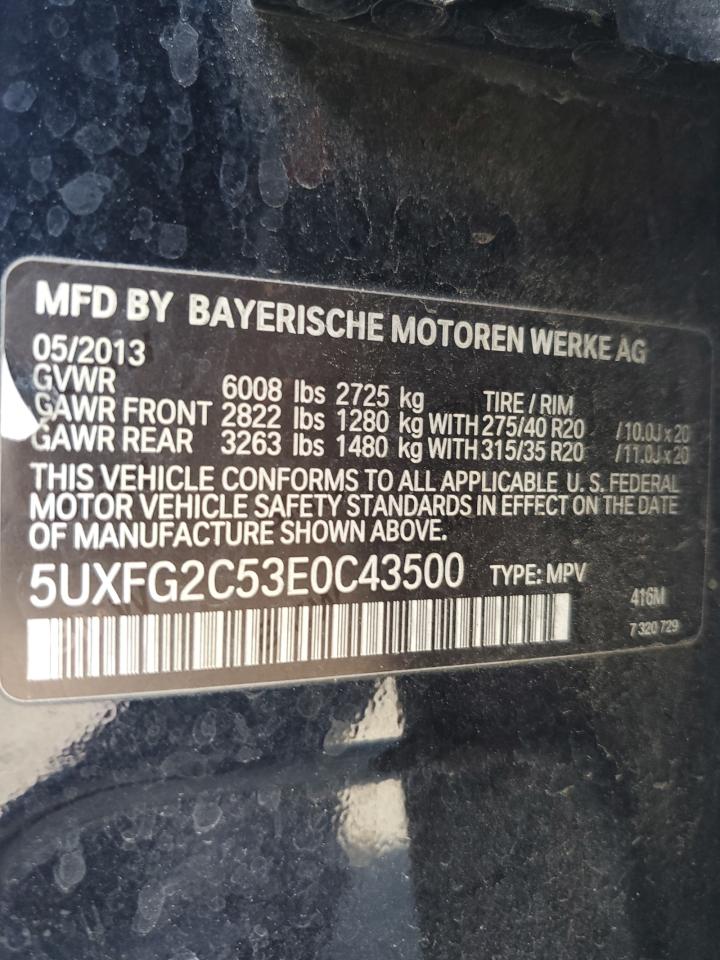 MFD BY BAYERISCHE MOTOREN WERKE AG
05/2013
GVWR 6008 lbs 2725 kg TIRE / RIM
GAWR FRONT 2822 lbs 1280 kg WITH 275/40 R20 /10.0J x 20
GAWR REAR 3263 lbs 1480 kg WITH 315/35 R20 /11.0J x 20
THIS VEHICLE CONFORMS TO ALL APPLICABLE U. S. FEDERAL
MOTOR VEHICLE SAFETY STANDARDS IN EFFECT ON THE DATE
OF MANUFACTURE SHOWN ABOVE.
5UXFG2C53E0C43500 TYPE: MPV
416M
7 320 729